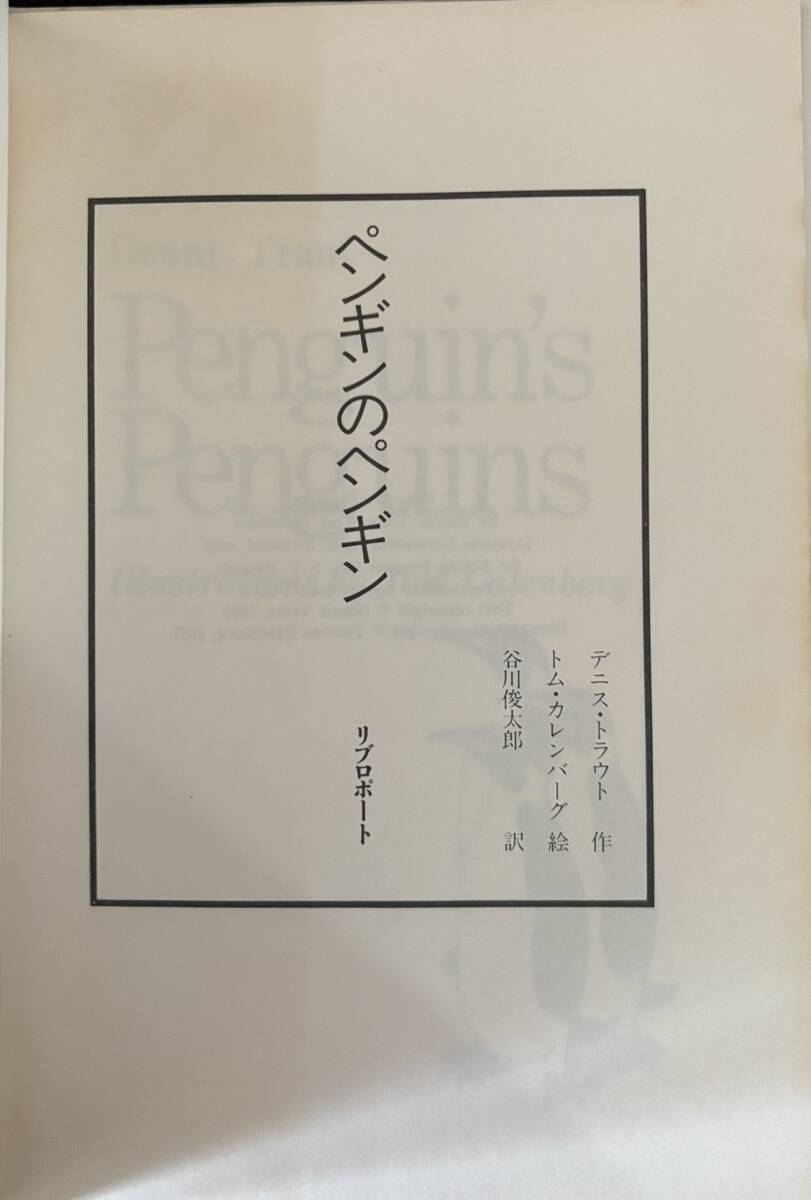 ペンギンのペンギン
デニス・トラウト 作
トム・カレンバーグ 絵
谷川俊太郎 訳
リブロポート
Penguin's
Penguins